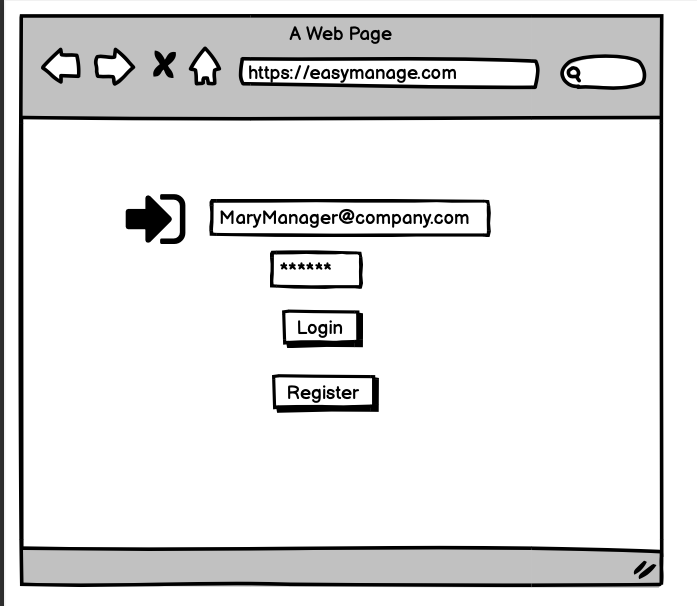 A Web Page
https://easymanage.com
MaryManager@company.com
******
Login
Register